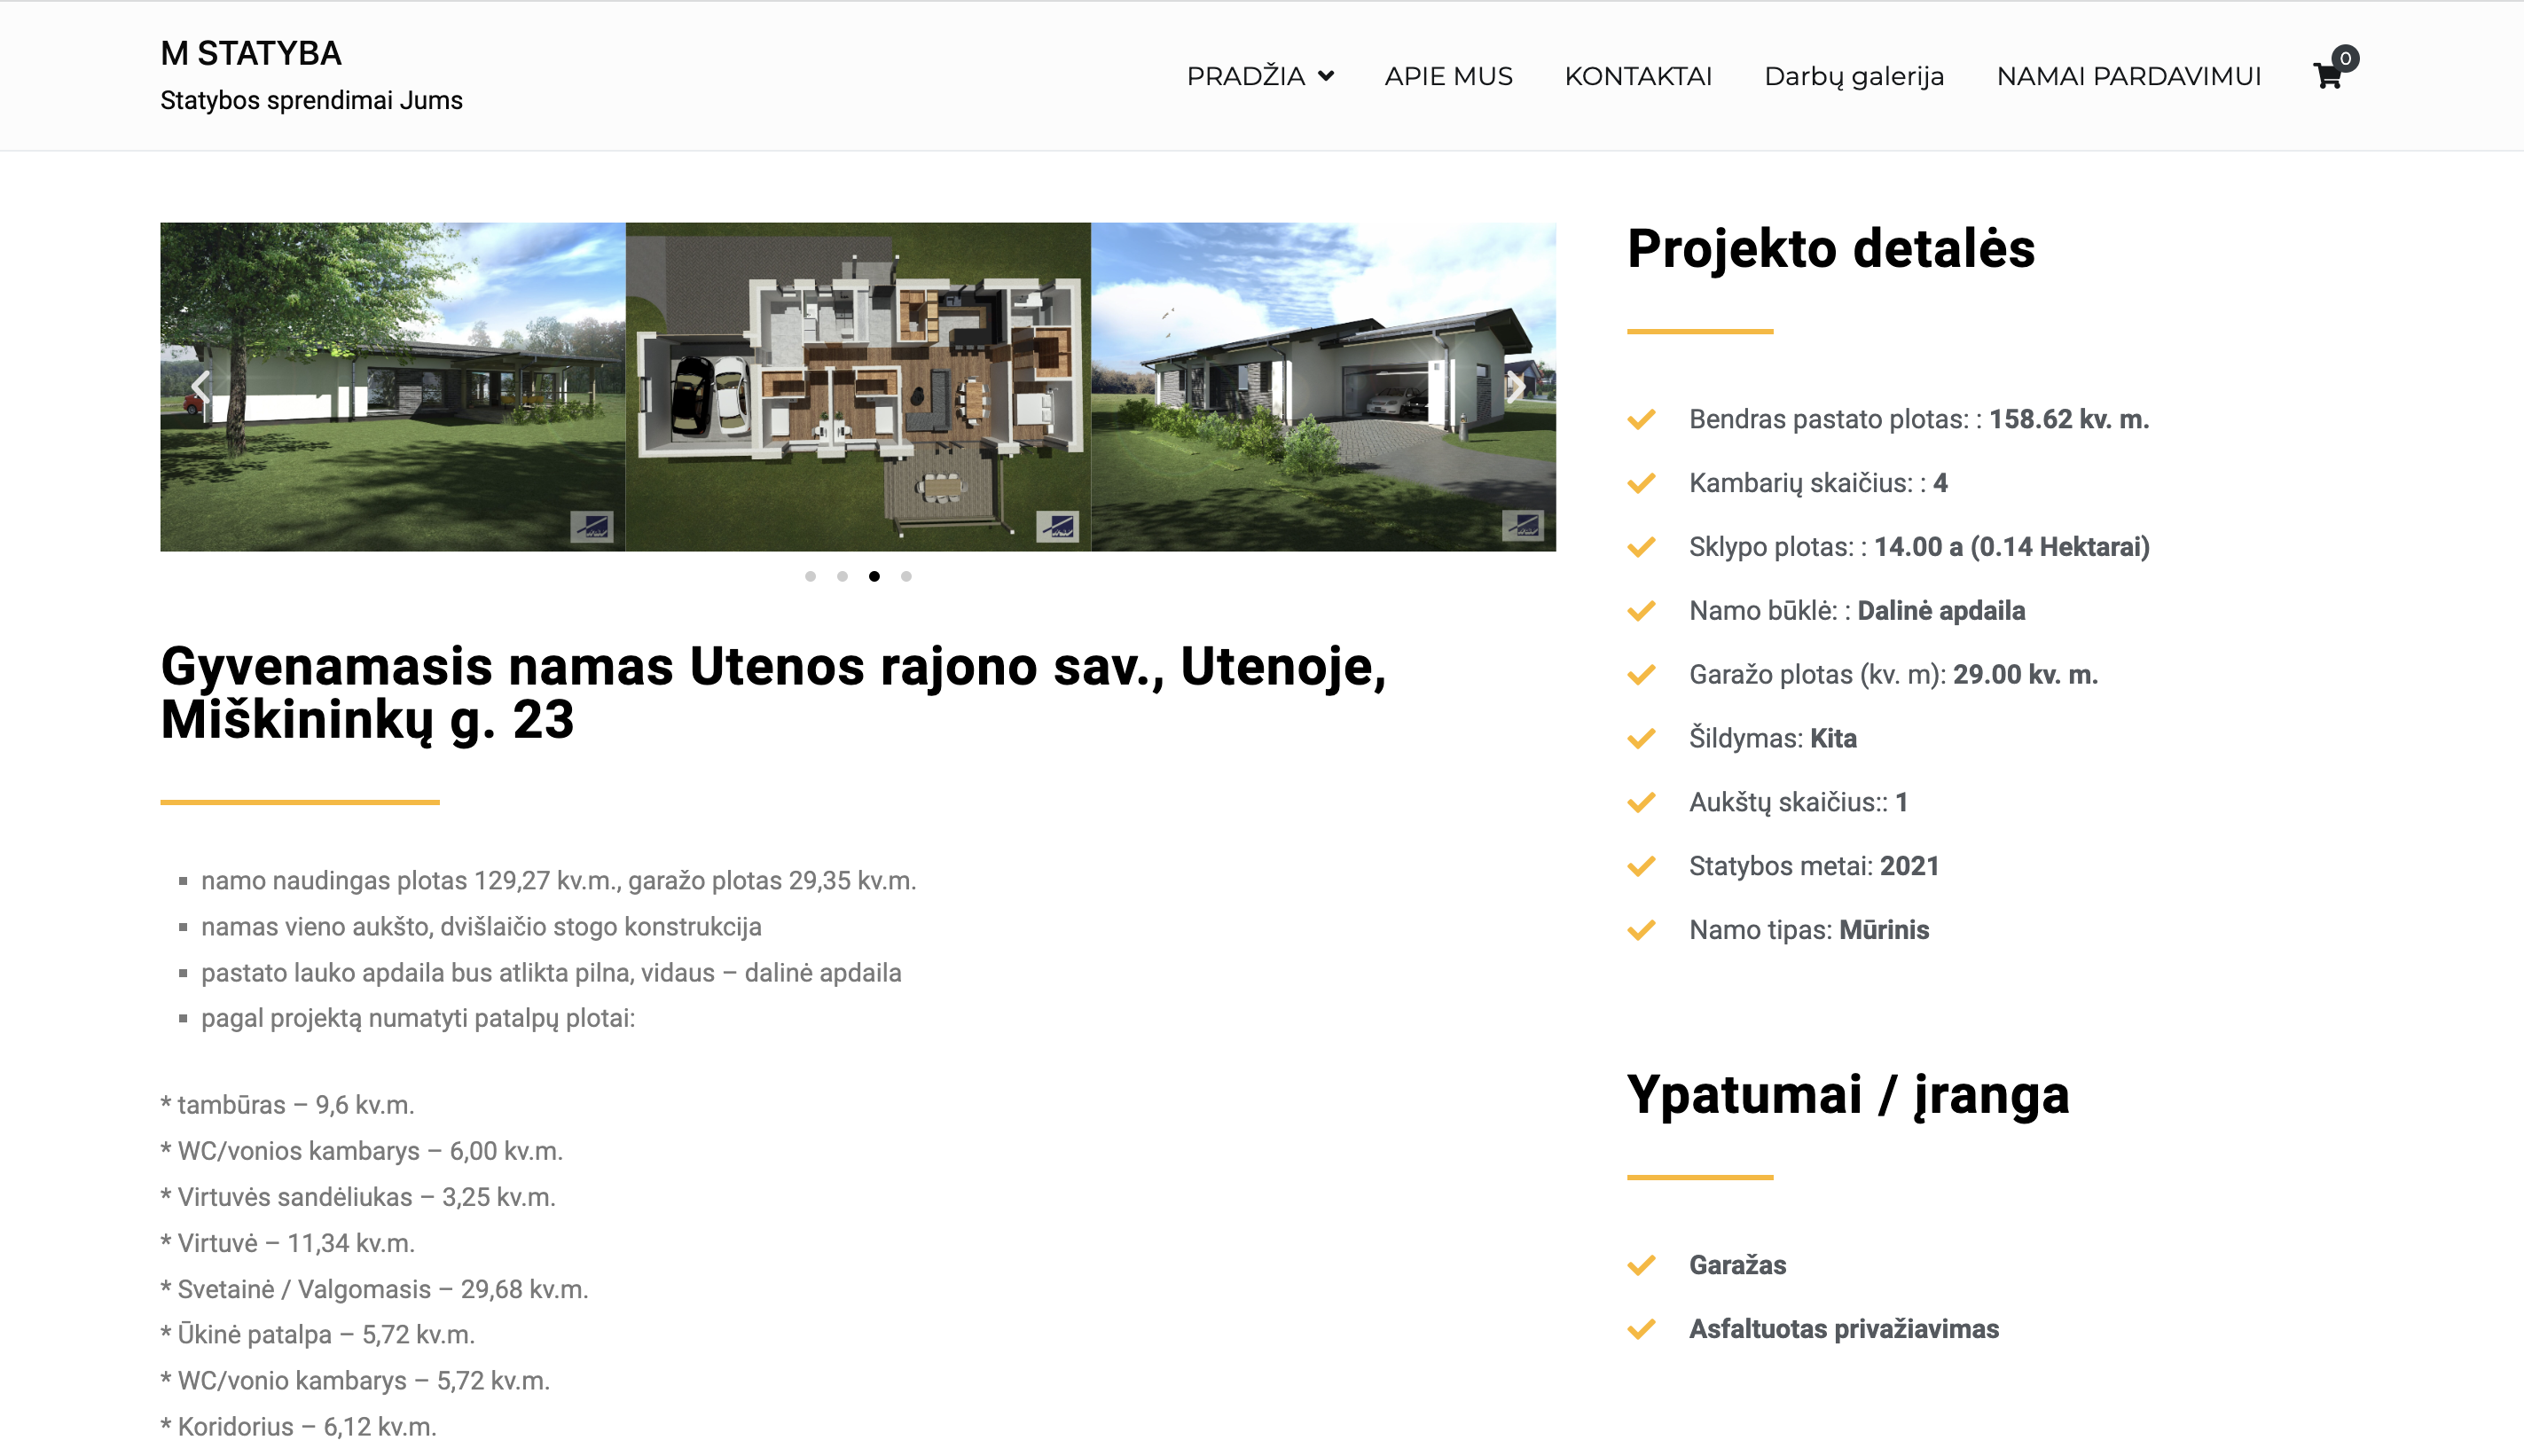 M STATYBA
Statybos sprendimai Jums
PRADŽIA
APIE MUS
KONTAKTAI
Darbų galerija
NAMAI PARDAVIMUI
0
Gyvenamasis namas Utenos rajono sav., Utenoje,
Miškininkų g. 23
namo naudingas plotas 129,27 kv.m., garažo plotas 29,35 kv.m.
namas vieno aukšto, dvišlaičio stogo konstrukcija
pastato lauko apdaila bus atlikta pilna, vidaus – dalinė apdaila
pagal projektą numatyti patalpų plotai:
* tambūras – 9,6 kv.m.
* WC/vonios kambarys – 6,00 kv.m.
* Virtuvės sandėliukas – 3,25 kv.m.
* Virtuvė – 11,34 kv.m.
* Svetainė / Valgomasis – 29,68 kv.m.
* Ūkinė patalpa – 5,72 kv.m.
* WC/vonio kambarys – 5,72 kv.m.
* Koridorius – 6,12 kv.m.
Projekto detalės
Bendras pastato plotas: : 158.62 kv. m.
Kambarių skaičius: : 4
Sklypo plotas: : 14.00 a (0.14 Hektarai)
Namo būklė: : Dalinė apdaila
Garažo plotas (kv. m): 29.00 kv. m.
Šildymas: Kita
Aukštų skaičius:: 1
Statybos metai: 2021
Namo tipas: Mūrinis
Ypatumai / įranga
Garažas
Asfaltuotas privažiavimas